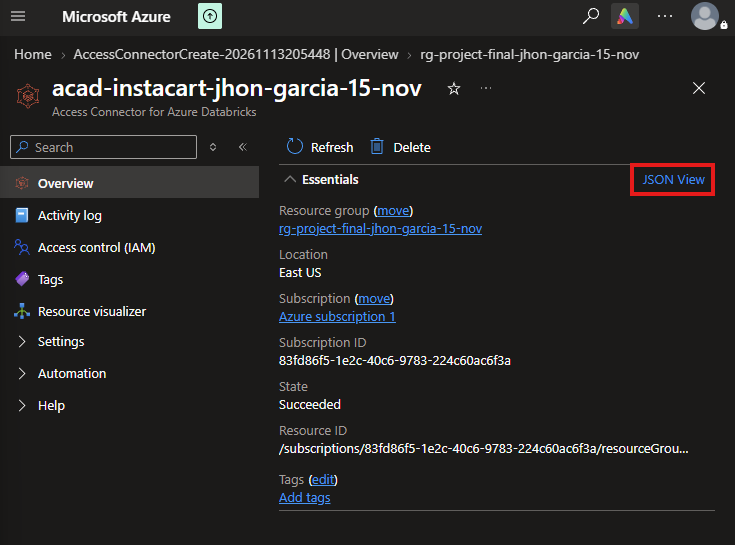 Microsoft Azure
Home > AccessConnectorCreate-20261113205448 | Overview > rg-project-final-jhon-garcia-15-nov
acad-instacart-jhon-garcia-15-nov
Access Connector for Azure Databricks
Search
Refresh Delete
Overview
Activity log
Access control (IAM)
Tags
Resource visualizer
Settings
Automation
Help
Essentials
JSON View
Resource group (move)
rg-project-final-jhon-garcia-15-nov
Location
East US
Subscription (move)
Azure subscription 1
Subscription ID
83fd86f5-1e2c-40c6-9783-224c60ac6f3a
State
Succeeded
Resource ID
/subscriptions/83fd86f5-1e2c-40c6-9783-224c60ac6f3a/resourceGrou...
Tags (edit)
Add tags